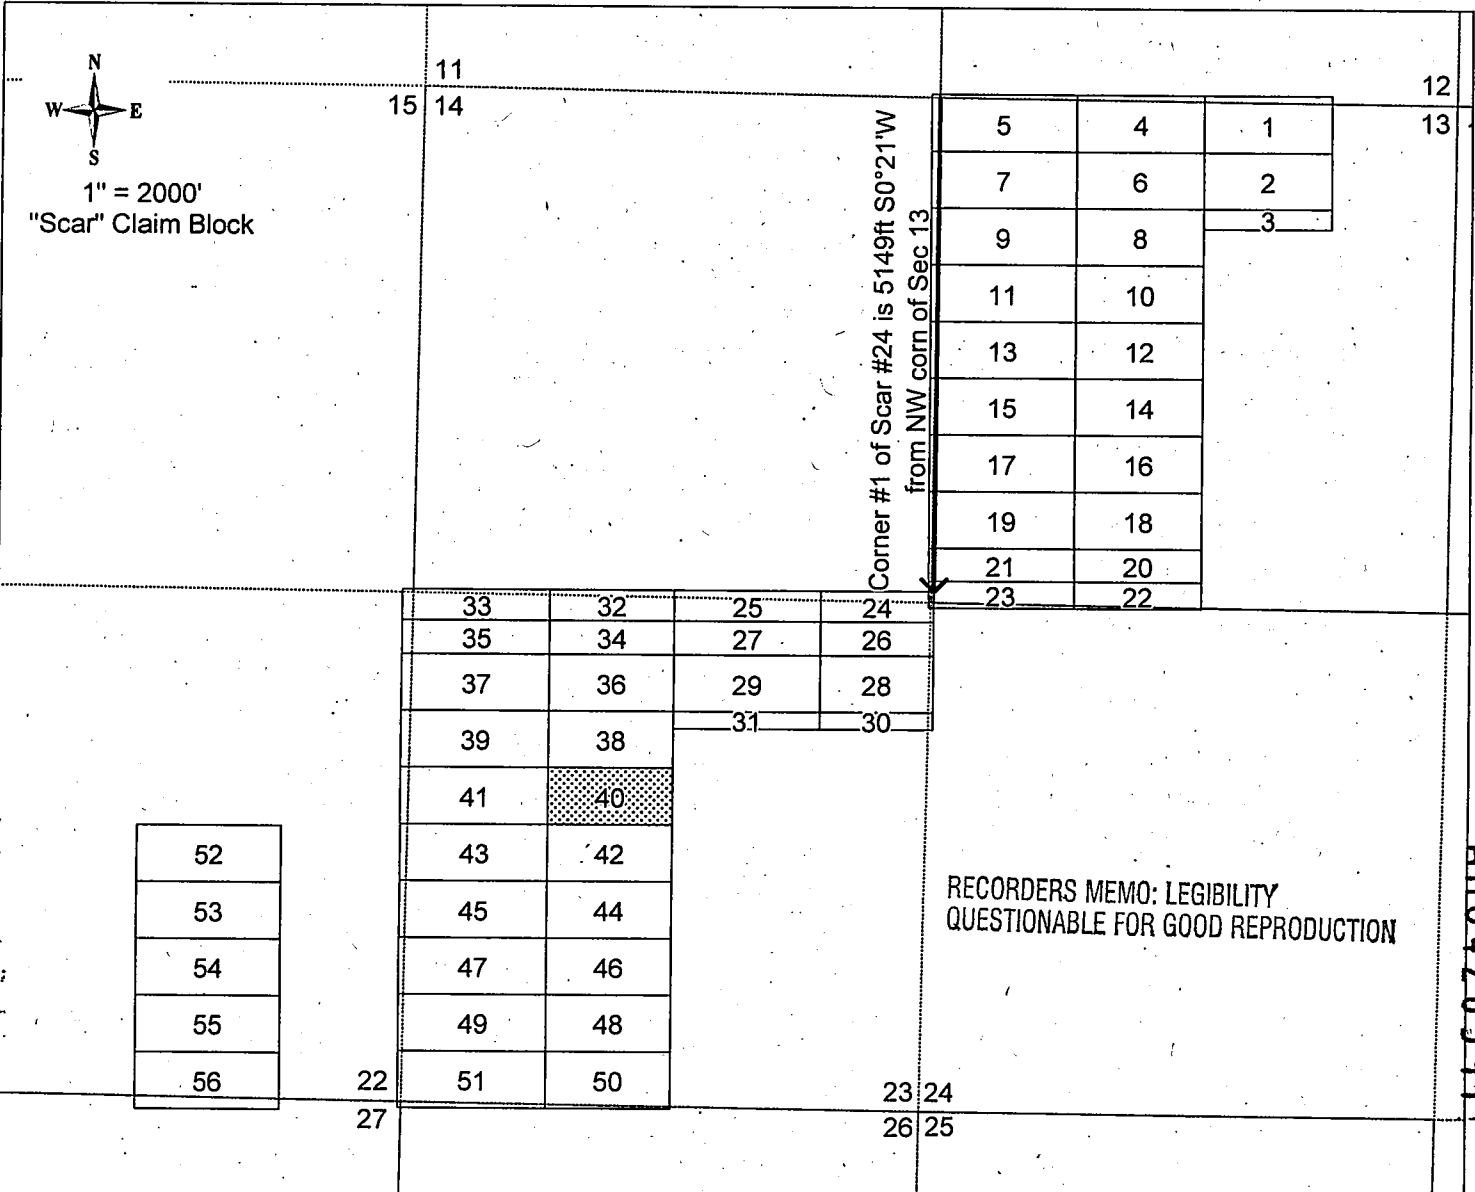 N
W E
S
1" = 2000'
"Scar" Claim Block
11
15 14
12
13
Corner #1 of Scar #24 is 5149ft S0°21'W
from NW corn of Sec 13
5 4 1
7 6 2
3
9 8
11 10
13 12
15 14
17 16
19 18
21 20
23 22
33 32 25 24
35 34 27 26
37 36 29 28
31 30
39 38
41 40
52 43 42
53 45 44
54 47 46
55 49 48
56 51 50
RECORDERS MEMO: LEGIBILITY
QUESTIONABLE FOR GOOD REPRODUCTION
22
27
23 24
26 25